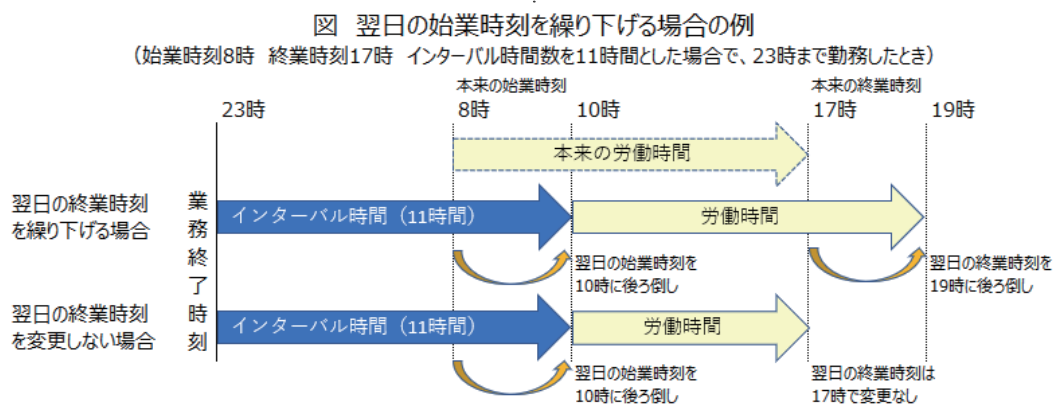 図 翌日の始業時刻を繰り下げる場合の例
(始業時刻8時 終業時刻17時 インターバル時間数を11時間とした場合で、23時まで勤務したとき)
本来の始業時刻
本来の終業時刻
23時
8時
10時
17時
19時
本来の労働時間
翌日の終業時刻
を繰り下げる場合
業務終了時刻
インターバル時間（11時間）
労働時間
翌日の始業時刻を
10時に後ろ倒し
翌日の終業時刻を
19時に後ろ倒し
翌日の終業時刻
を変更しない場合
インターバル時間（11時間）
労働時間
翌日の始業時刻を
10時に後ろ倒し
翌日の終業時刻は
17時で変更なし